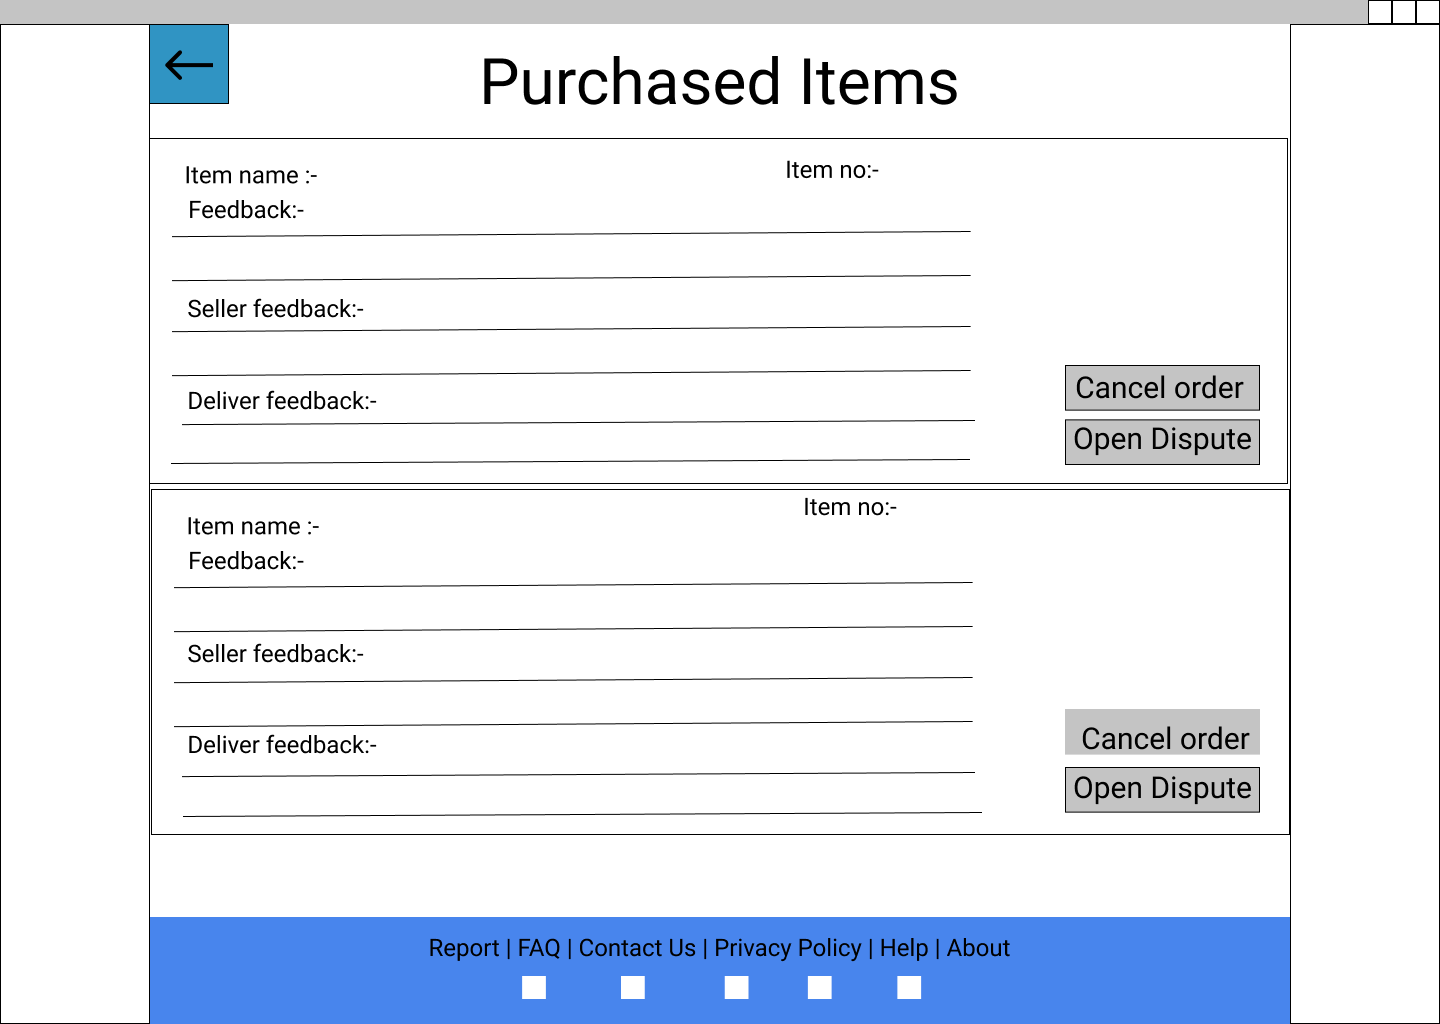 Purchased Items
Item name :-
Item no:-
Feedback:-
Seller feedback:-
Deliver feedback:-
Cancel order
Open Dispute
Item no:-
Item name :-
Feedback:-
Seller feedback:-
Deliver feedback:-
Cancel order
Open Dispute
Report | FAQ | Contact Us | Privacy Policy | Help | About